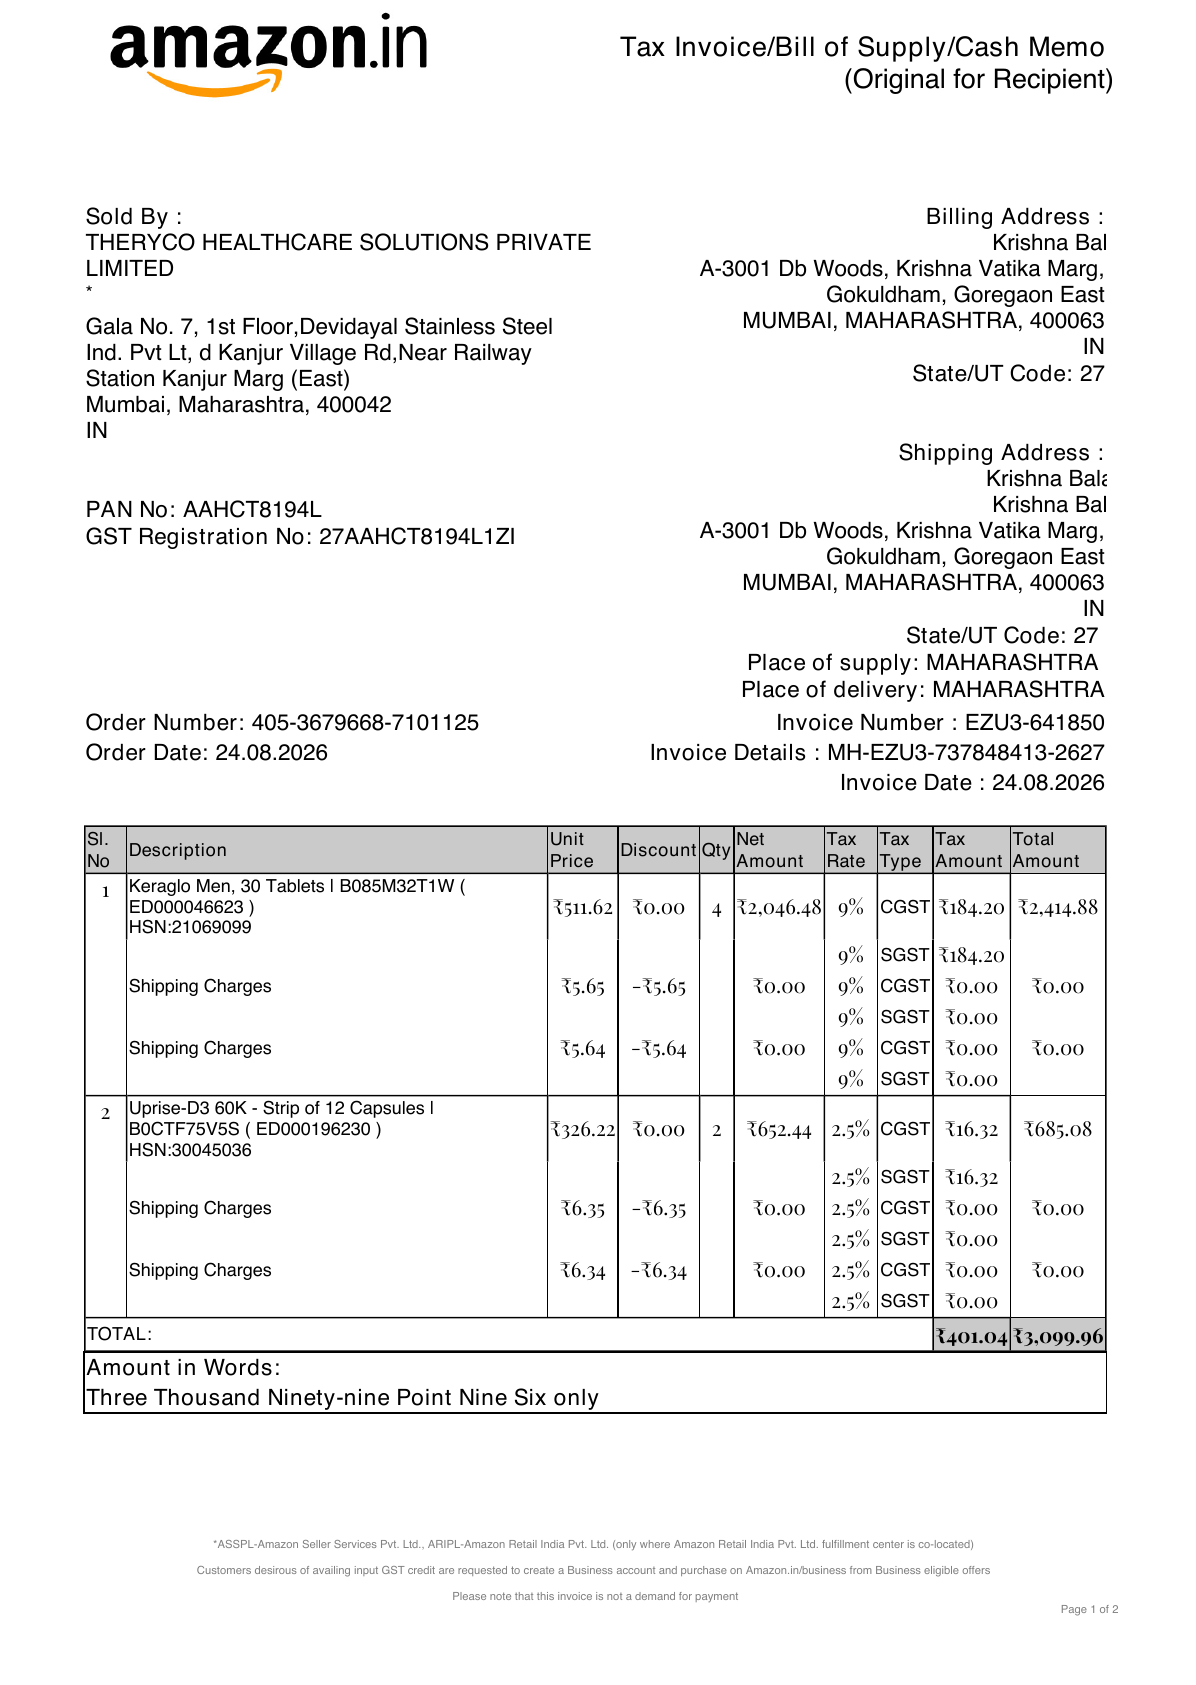 amazon.in
Tax Invoice/Bill of Supply/Cash Memo
(Original for Recipient)
Sold By :
THERYCO HEALTHCARE SOLUTIONS PRIVATE
LIMITED
*
Gala No. 7, 1st Floor,Devidayal Stainless Steel
Ind. Pvt Lt, d Kanjur Village Rd,Near Railway
Station Kanjur Marg (East)
Mumbai, Maharashtra, 400042
IN
PAN No: AAHCT8194L
GST Registration No: 27AAHCT8194L1ZI
Billing Address :
Krishna Bal
A-3001 Db Woods, Krishna Vatika Marg,
Gokuldham, Goregaon East
MUMBAI, MAHARASHTRA, 400063
IN
State/UT Code: 27
Shipping Address :
Krishna Bala
Krishna Bal
A-3001 Db Woods, Krishna Vatika Marg,
Gokuldham, Goregaon East
MUMBAI, MAHARASHTRA, 400063
IN
State/UT Code: 27
Place of supply: MAHARASHTRA
Place of delivery: MAHARASHTRA
Order Number: 405-3679668-7101125
Order Date: 24.08.2026
Invoice Number : EZU3-641850
Invoice Details : MH-EZU3-737848413-2627
Invoice Date : 24.08.2026
Sl. No Description Unit Price Discount Qty Net Amount Tax Rate Tax Type Tax Amount Total Amount
1 Keraglo Men, 30 Tablets | B085M32T1W (
ED000046623 ) ₹511.62 ₹0.00 4 ₹2,046.48 9% CGST ₹184.20 ₹2,414.88
HSN:21069099
9% SGST ₹184.20
Shipping Charges ₹5.65 -₹5.65 ₹0.00 9% CGST ₹0.00 ₹0.00
9% SGST ₹0.00
Shipping Charges ₹5.64 -₹5.64 ₹0.00 9% CGST ₹0.00 ₹0.00
9% SGST ₹0.00
2 Uprise-D3 60K - Strip of 12 Capsules |
B0CTF75V5S ( ED000196230 ) ₹326.22 ₹0.00 2 ₹652.44 2.5% CGST ₹16.32 ₹685.08
HSN:30045036
2.5% SGST ₹16.32
Shipping Charges ₹6.35 -₹6.35 ₹0.00 2.5% CGST ₹0.00 ₹0.00
2.5% SGST ₹0.00
Shipping Charges ₹6.34 -₹6.34 ₹0.00 2.5% CGST ₹0.00 ₹0.00
2.5% SGST ₹0.00
TOTAL: ₹401.04 ₹3,099.96
Amount in Words:
Three Thousand Ninety-nine Point Nine Six only
*ASSPL-Amazon Seller Services Pvt. Ltd., ARIPL-Amazon Retail India Pvt. Ltd. (only where Amazon Retail India Pvt. Ltd. fulfillment center is co-located)
Customers desirous of availing input GST credit are requested to create a Business account and purchase on Amazon.in/business from Business eligible offers
Please note that this invoice is not a demand for payment
Page 1 of 2